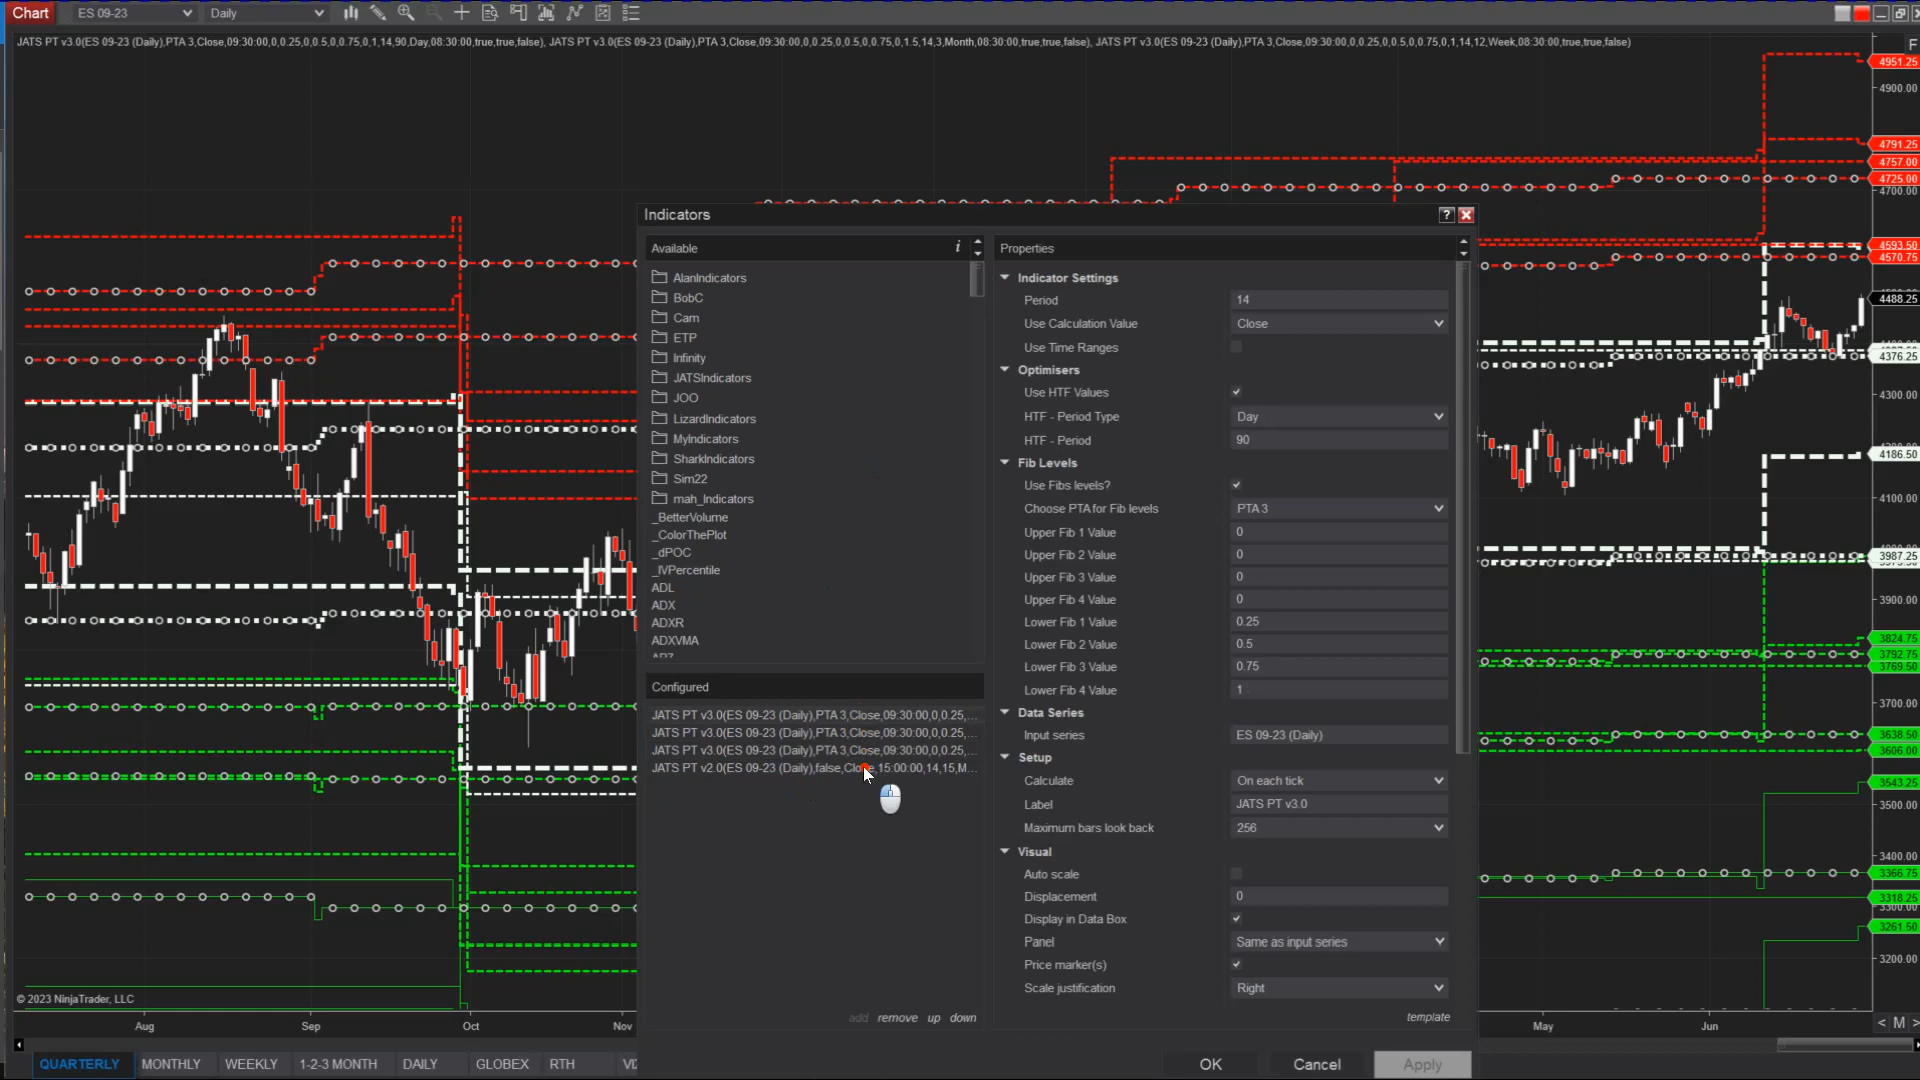 Chart ES 09-23 Daily
JATS PT v3.0(ES 09-23 (Daily),PTA 3,Close,09:30:00,0,0.25,0,0.5,0,0.75,0,1,14,90,Day,08:30:00,true,true,false), JATS PT v3.0(ES 09-23 (Daily),PTA 3,Close,09:30:00,0,0.25,0,0.5,0,0.75,0,1.5,14,3,Month,08:30:00,true,true,false), JATS PT v3.0(ES 09-23 (Daily),PTA 3,Close,09:30:00,0,0.25,0,0.5,0,0.75,0,1,14,12,Week,08:30:00,true,true,false)
F
4951.25
4900.00
4791.25
4757.00
4725.00
4700.00
4593.50
4570.75
4488.25
4376.25
4300.00
4186.50
4100.00
3987.25
3900.00
3824.75
3792.75
3769.50
3700.00
3638.50
3606.00
3543.25
3500.00
3400.00
3366.75
3318.25
3300.00
3261.50
3200.00
Indicators
Available
AlanIndicators
BobC
Cam
ETP
Infinity
JATSIndicators
JOO
LizardIndicators
MyIndicators
SharkIndicators
Sim22
mah_Indicators
_BetterVolume
_ColorThePlot
_dPOC
_IVPercentile
ADL
ADX
ADXR
ADXVMA
Configured
JATS PT v3.0(ES 09-23 (Daily),PTA 3,Close,09:30:00,0,0.25,...
JATS PT v3.0(ES 09-23 (Daily),PTA 3,Close,09:30:00,0,0.25,...
JATS PT v3.0(ES 09-23 (Daily),PTA 3,Close,09:30:00,0,0.25,...
JATS PT v2.0(ES 09-23 (Daily),false,Close,15:00:00,14,15,M...
add remove up down
Properties
Indicator Settings
Period 14
Use Calculation Value Close
Use Time Ranges
Optimisers
Use HTF Values
HTF - Period Type Day
HTF - Period 90
Fib Levels
Use Fibs levels?
Choose PTA for Fib levels PTA 3
Upper Fib 1 Value 0
Upper Fib 2 Value 0
Upper Fib 3 Value 0
Upper Fib 4 Value 0
Lower Fib 1 Value 0.25
Lower Fib 2 Value 0.5
Lower Fib 3 Value 0.75
Lower Fib 4 Value 1
Data Series
Input series ES 09-23 (Daily)
Setup
Calculate On each tick
Label JATS PT v3.0
Maximum bars look back 256
Visual
Auto scale
Displacement 0
Display in Data Box
Panel Same as input series
Price marker(s)
Scale justification Right
template
OK Cancel Apply
© 2023 NinjaTrader, LLC
Aug Sep Oct Nov May Jun
< M >
QUARTERLY MONTHLY WEEKLY 1-2-3 MONTH DAILY GLOBEX RTH